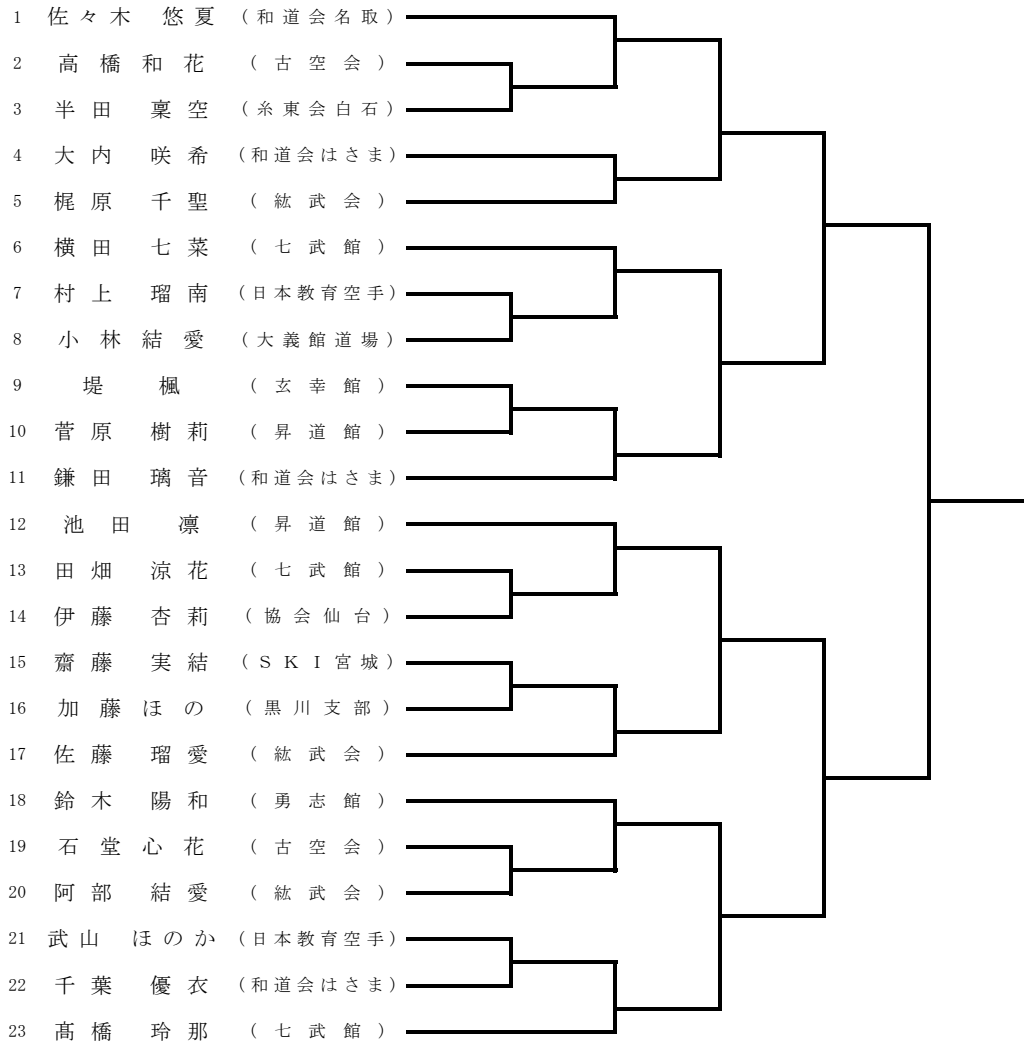 1 佐々木 悠夏 (和道会名取)
2 高橋和花 (古空会)
3 半田 稟空 (糸東会白石)
4 大内 咲希 (和道会はさま)
5 梶原 千聖 (紘武会)
6 横田 七菜 (七武館)
7 村上 瑠南 (日本教育空手)
8 小林結愛 (大義館道場)
9 堤 楓 (玄幸館)
10 菅原 樹莉 (昇道館)
11 鎌田 璃音 (和道会はさま)
12 池田 凛 (昇道館)
13 田畑 涼花 (七武館)
14 伊藤 杏莉 (協会仙台)
15 齋藤 実結 (ＳＫＩ宮城)
16 加藤ほの (黒川支部)
17 佐藤 瑠愛 (紘武会)
18 鈴木 陽和 (勇志館)
19 石堂心花 (古空会)
20 阿部 結愛 (紘武会)
21 武山 ほのか (日本教育空手)
22 千葉 優衣 (和道会はさま)
23 髙橋 玲那 (七武館)